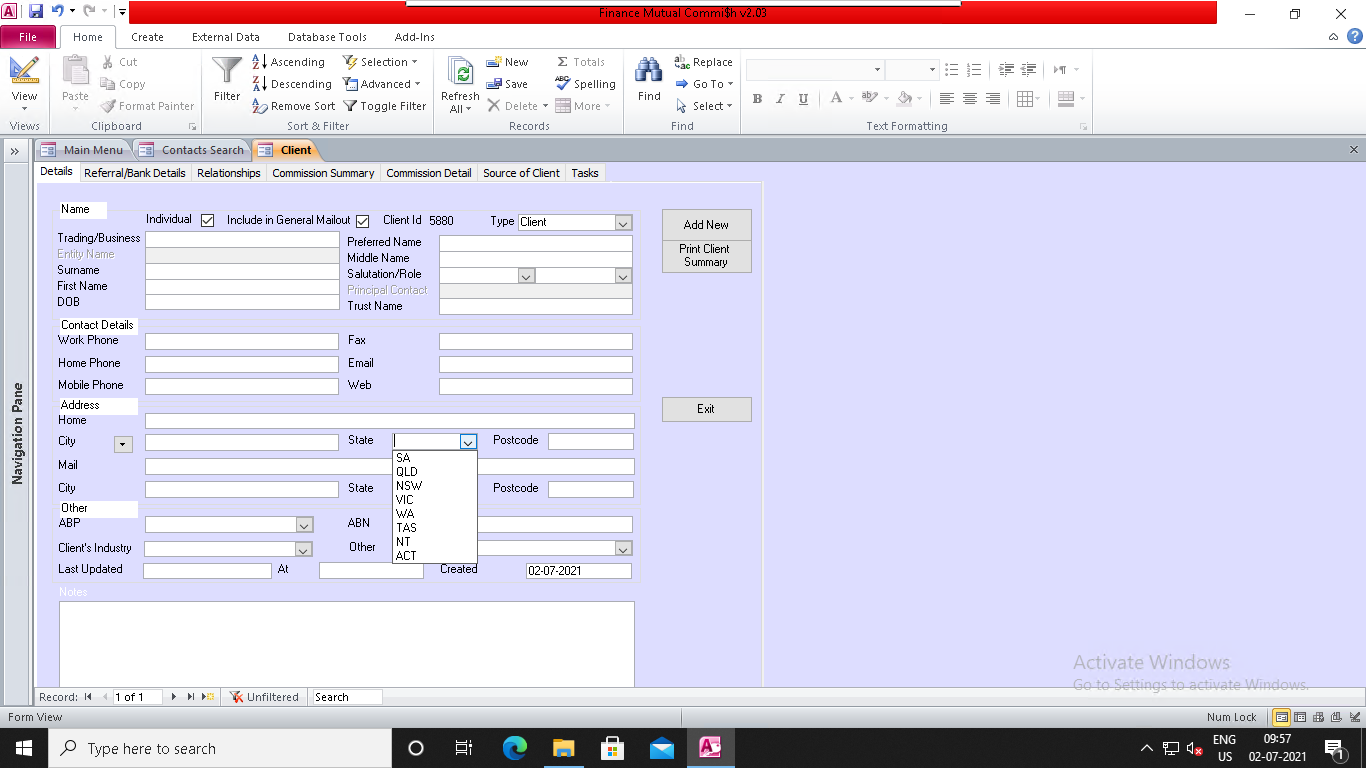 Finance Mutual Commi$h v2.03
File Home Create External Data Database Tools Add-Ins
View
Views
Paste
Cut
Copy
Format Painter
Clipboard
Filter
Ascending
Descending
Remove Sort
Selection
Advanced
Toggle Filter
Sort & Filter
Refresh
All
New
Save
Delete
Totals
Spelling
More
Records
Find
Replace
Go To
Select
Find
B I U A ab
Text Formatting
»
Main Menu Contacts Search Client
Details Referral/Bank Details Relationships Commission Summary Commission Detail Source of Client Tasks
Navigation Pane
Name
Individual Include in General Mailout Client Id 5880 Type Client
Trading/Business
Entity Name
Surname
First Name
DOB
Preferred Name
Middle Name
Salutation/Role
Principal Contact
Trust Name
Add New
Print Client
Summary
Contact Details
Work Phone Fax
Home Phone Email
Mobile Phone Web
Address
Home
Exit
City State Postcode
SA
QLD
NSW
VIC
WA
TAS
NT
ACT
Mail
City State Postcode
Other
ABP ABN
Client's Industry Other
Last Updated At Created 02-07-2021
Notes
Activate Windows
Go to Settings to activate Windows.
Record: 1 of 1 Unfiltered Search
Form View Num Lock
Type here to search
ENG
US
09:57
02-07-2021
1